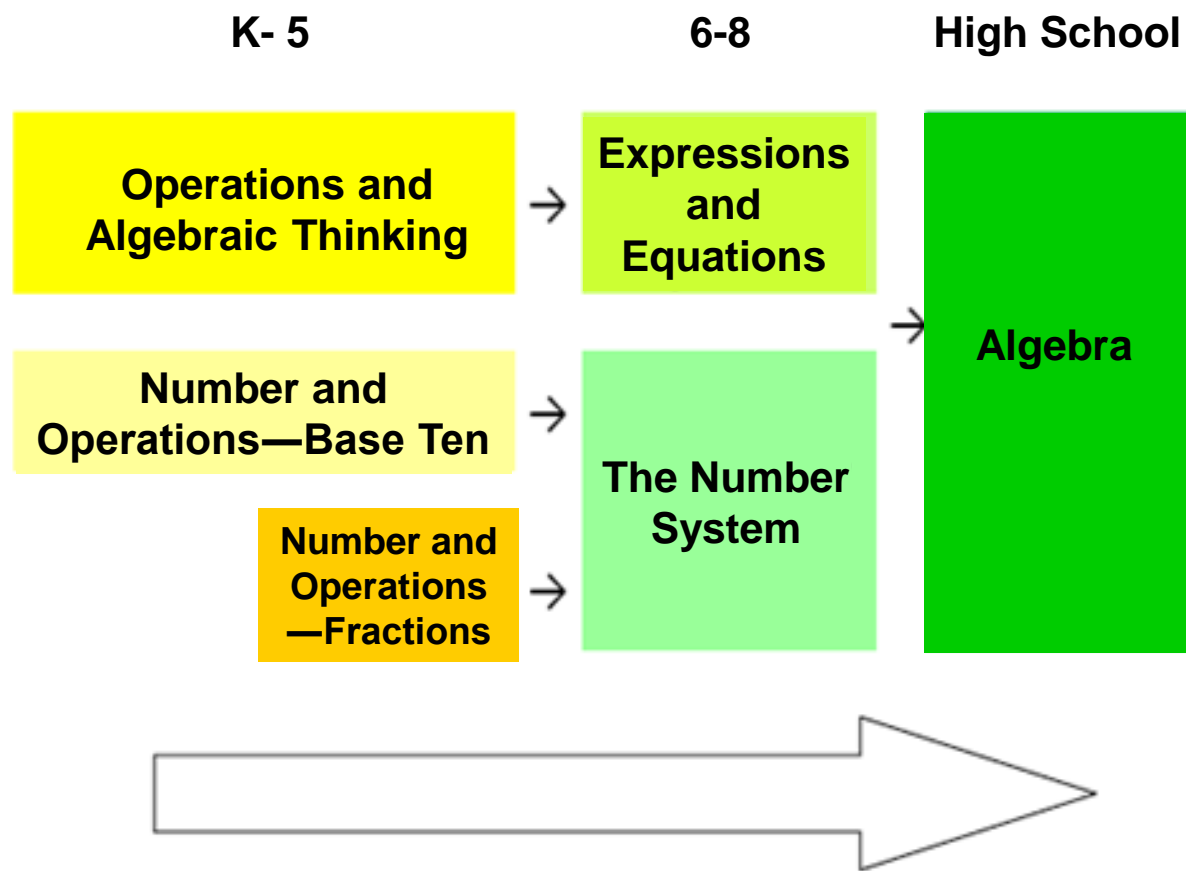 K- 5
6-8
High School
Operations and
Algebraic Thinking
Expressions
and
Equations
Algebra
Number and
Operations—Base Ten
The Number
System
Number and
Operations
—Fractions